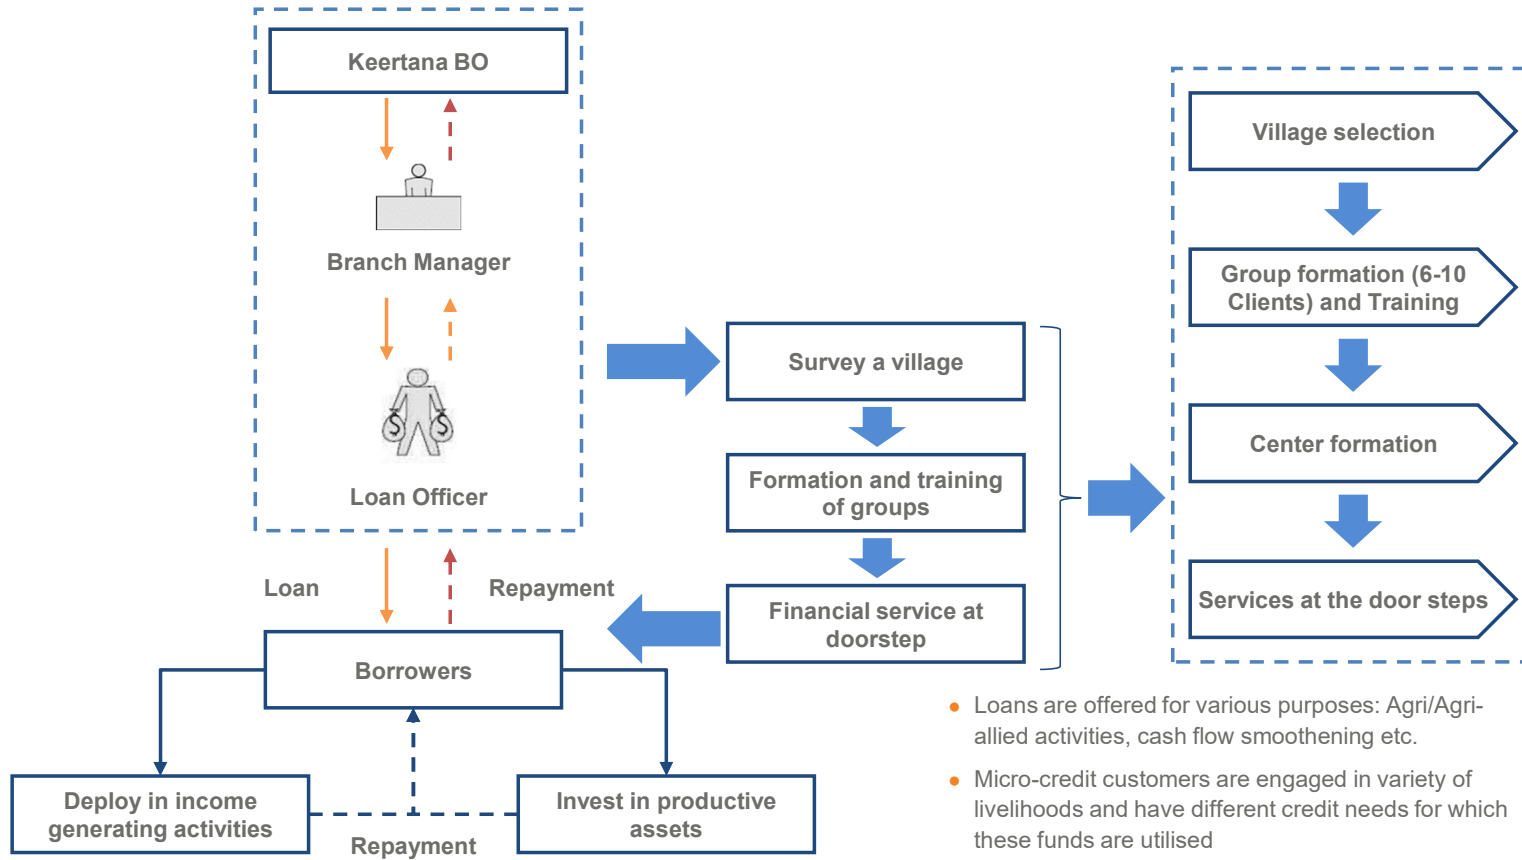 Keertana BO
Branch Manager
Loan Officer
Loan
Repayment
Borrowers
Deploy in income
generating activities
Invest in productive
assets
Repayment
Survey a village
Formation and training
of groups
Financial service at
doorstep
Village selection
Group formation (6-10
Clients) and Training
Center formation
Services at the door steps
• Loans are offered for various purposes: Agri/Agri-
allied activities, cash flow smoothening etc.
• Micro-credit customers are engaged in variety of
livelihoods and have different credit needs for which
these funds are utilised